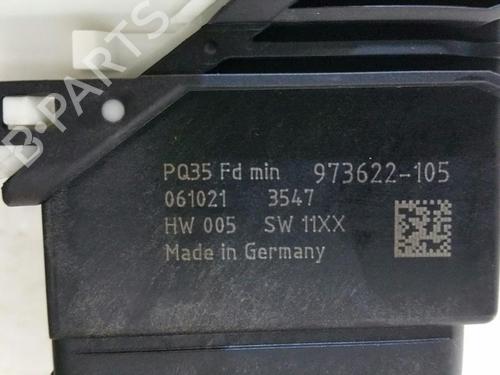 B-PARTS
PQ35 Fd min 973622-105
061021 3547
HW 005 SW 11XX
Made in Germany